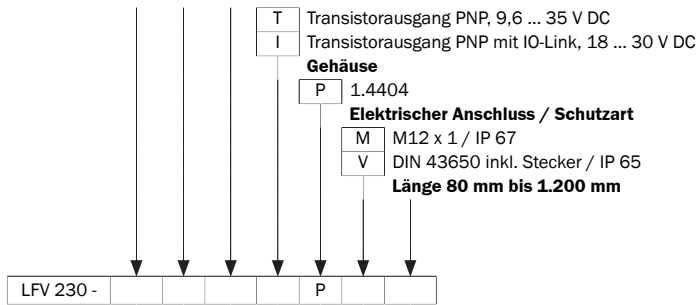 T Transistorausgang PNP, 9,6 ... 35 V DC
I Transistorausgang PNP mit IO-Link, 18 ... 30 V DC
Gehäuse
P 1.4404
Elektrischer Anschluss / Schutzart
M M12 x 1 / IP 67
V DIN 43650 inkl. Stecker / IP 65
Länge 80 mm bis 1.200 mm
LFV 230 - P